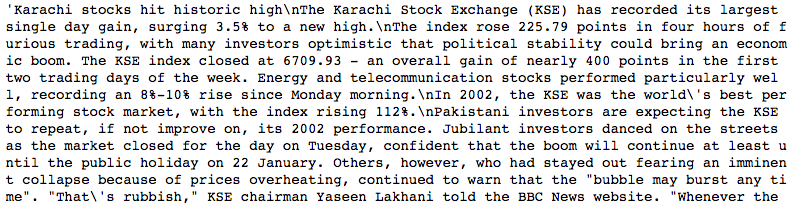 'Karachi stocks hit historic high\nThe Karachi Stock Exchange (KSE) has recorded its largest
single day gain, surging 3.5% to a new high.\nThe index rose 225.79 points in four hours of f
urious trading, with many investors optimistic that political stability could bring an econom
ic boom. The KSE index closed at 6709.93 - an overall gain of nearly 400 points in the first
two trading days of the week. Energy and telecommunication stocks performed particularly wel
l, recording an 8%-10% rise since Monday morning.\nIn 2002, the KSE was the world\'s best per
forming stock market, with the index rising 112%.\nPakistani investors are expecting the KSE
to repeat, if not improve on, its 2002 performance. Jubilant investors danced on the streets
as the market closed for the day on Tuesday, confident that the boom will continue at least u
ntil the public holiday on 22 January. Others, however, who had stayed out fearing an imminen
t collapse because of prices overheating, continued to warn that the "bubble may burst any ti
me". "That\'s rubbish," KSE chairman Yaseen Lakhani told the BBC News website. "Whenever the